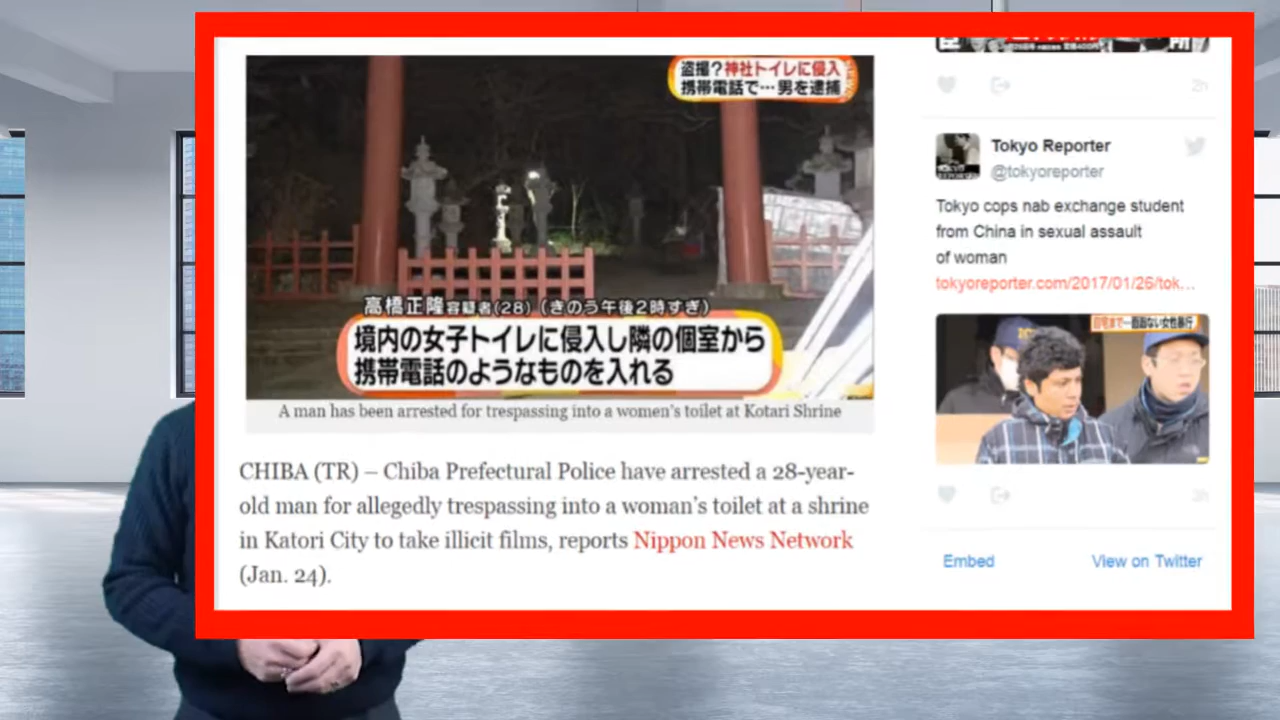 盗撮?神社トイレに侵入
携帯電話で…男を逮捕
高橋正隆容疑者(28)(きのう午後2時すぎ)
境内の女子トイレに侵入し隣の個室から
携帯電話のようなものを入れる
A man has been arrested for trespassing into a women's toilet at Kotari Shrine
CHIBA (TR) – Chiba Prefectural Police have arrested a 28-year-
old man for allegedly trespassing into a woman's toilet at a shrine
in Katori City to take illicit films, reports Nippon News Network
(Jan. 24).
2h
Tokyo Reporter
@tokyoreporter
Tokyo cops nab exchange student
from China in sexual assault
of woman
tokyoreporter.com/2017/01/26/tok…
3h
Embed
View on Twitter